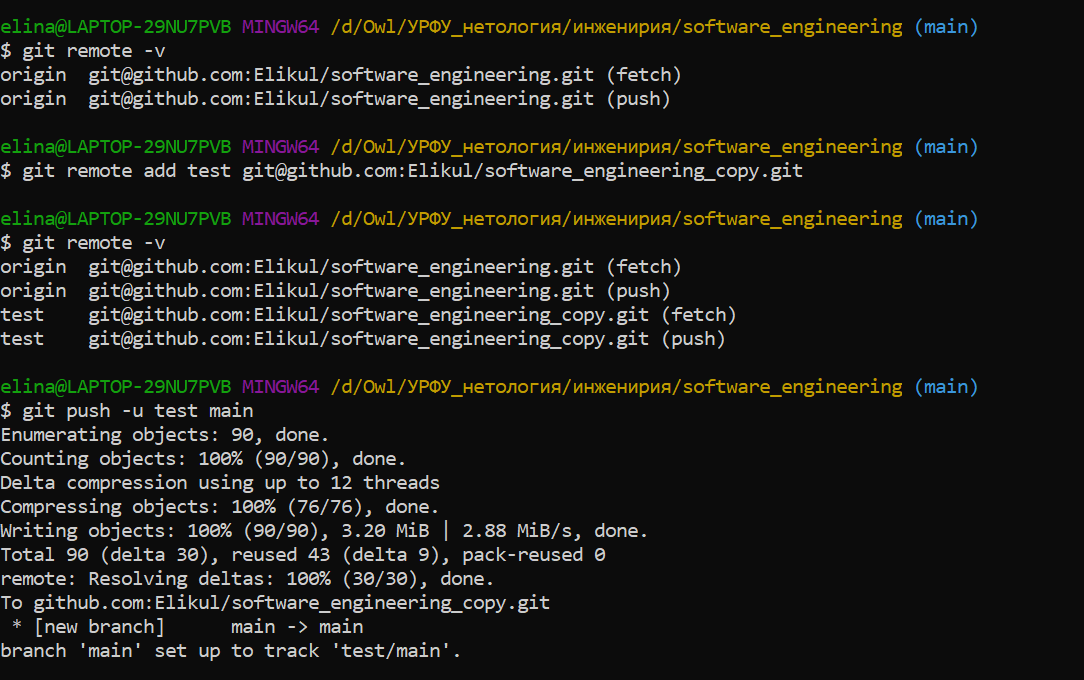 elina@LAPTOP-29NU7PVB MINGW64 /d/Owl/УРФУ_нетология/инженирия/software_engineering (main)
$ git remote -v
origin  git@github.com:Elikul/software_engineering.git (fetch)
origin  git@github.com:Elikul/software_engineering.git (push)

elina@LAPTOP-29NU7PVB MINGW64 /d/Owl/УРФУ_нетология/инженирия/software_engineering (main)
$ git remote add test git@github.com:Elikul/software_engineering_copy.git

elina@LAPTOP-29NU7PVB MINGW64 /d/Owl/УРФУ_нетология/инженирия/software_engineering (main)
$ git remote -v
origin  git@github.com:Elikul/software_engineering.git (fetch)
origin  git@github.com:Elikul/software_engineering.git (push)
test    git@github.com:Elikul/software_engineering_copy.git (fetch)
test    git@github.com:Elikul/software_engineering_copy.git (push)

elina@LAPTOP-29NU7PVB MINGW64 /d/Owl/УРФУ_нетология/инженирия/software_engineering (main)
$ git push -u test main
Enumerating objects: 90, done.
Counting objects: 100% (90/90), done.
Delta compression using up to 12 threads
Compressing objects: 100% (76/76), done.
Writing objects: 100% (90/90), 3.20 MiB | 2.88 MiB/s, done.
Total 90 (delta 30), reused 43 (delta 9), pack-reused 0
remote: Resolving deltas: 100% (30/30), done.
To github.com:Elikul/software_engineering_copy.git
 * [new branch]      main -> main
branch 'main' set up to track 'test/main'.